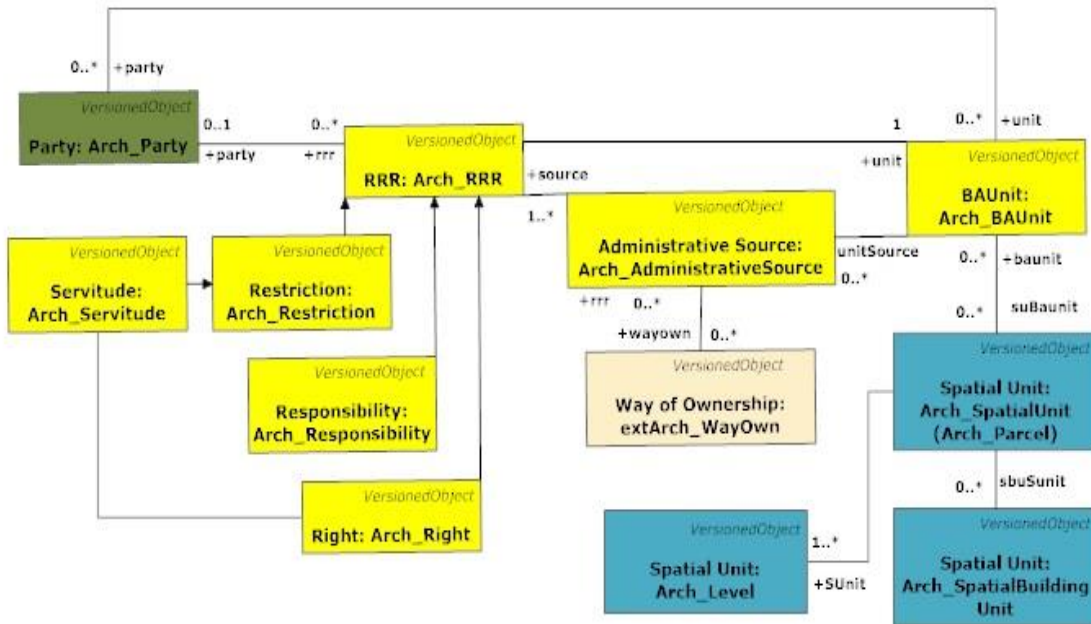 0..* +party
VersionedObject
Party: Arch_Party
0..1 0..*
+party +rrr
VersionedObject
RRR: Arch_RRR
+source
1..*
1 0..*
+unit
+unit
VersionedObject
BAUnit:
Arch_BAUnit
VersionedObject
Administrative Source:
Arch_AdministrativeSource
unitSource
0..*
0..*
+baunit
VersionedObject
Servitude:
Arch_Servitude
VersionedObject
Restriction:
Arch_Restriction
+rrr 0..*
+wayown 0..*
0..* suBaunit
VersionedObject
Responsibility:
Arch_Responsibility
VersionedObject
Way of Ownership:
extArch_WayOwn
VersionedObject
Spatial Unit:
Arch_SpatialUnit
(Arch_Parcel)
VersionedObject
Right: Arch_Right
0..* sbuSunit
VersionedObject
Spatial Unit:
Arch_Level
1..*
+SUnit
VersionedObject
Spatial Unit:
Arch_SpatialBuilding
Unit